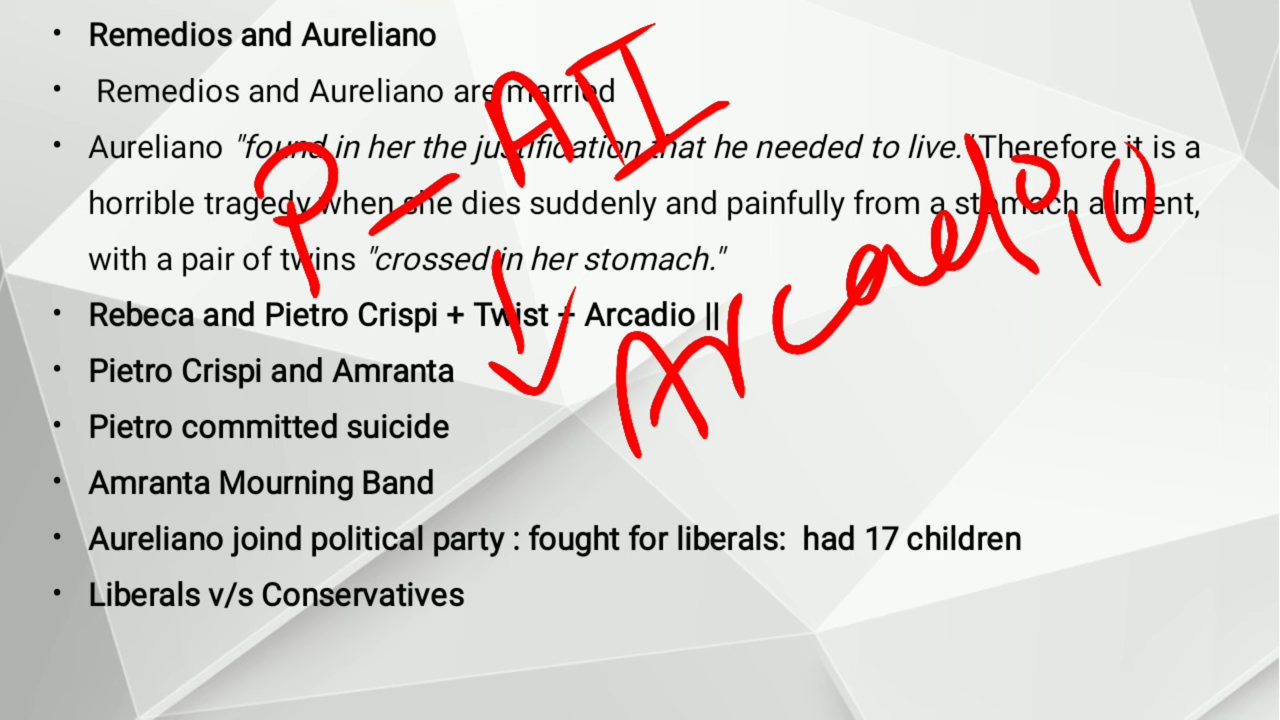 • Remedios and Aureliano
• Remedios and Aureliano are married
• Aureliano "found in her the justification that he needed to live." Therefore it is a
horrible tragedy when she dies suddenly and painfully from a stomach ailment,
with a pair of twins "crossed in her stomach."
• Rebeca and Pietro Crispi + Twist + Arcadio ||
• Pietro Crispi and Amranta
• Pietro committed suicide
• Amranta Mourning Band
• Aureliano joind political party : fought for liberals: had 17 children
• Liberals v/s Conservatives
P – A II
Arcadio